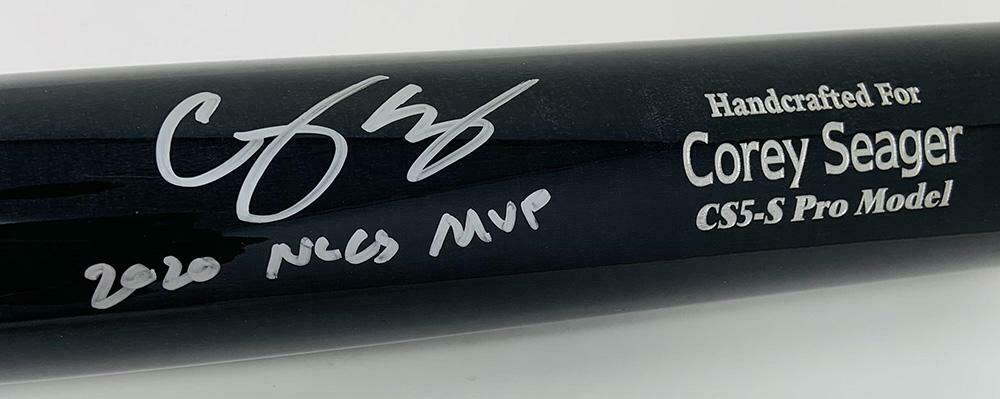 Handcrafted For
Corey Seager
CS5-S Pro Model
2020 NLCS MVP